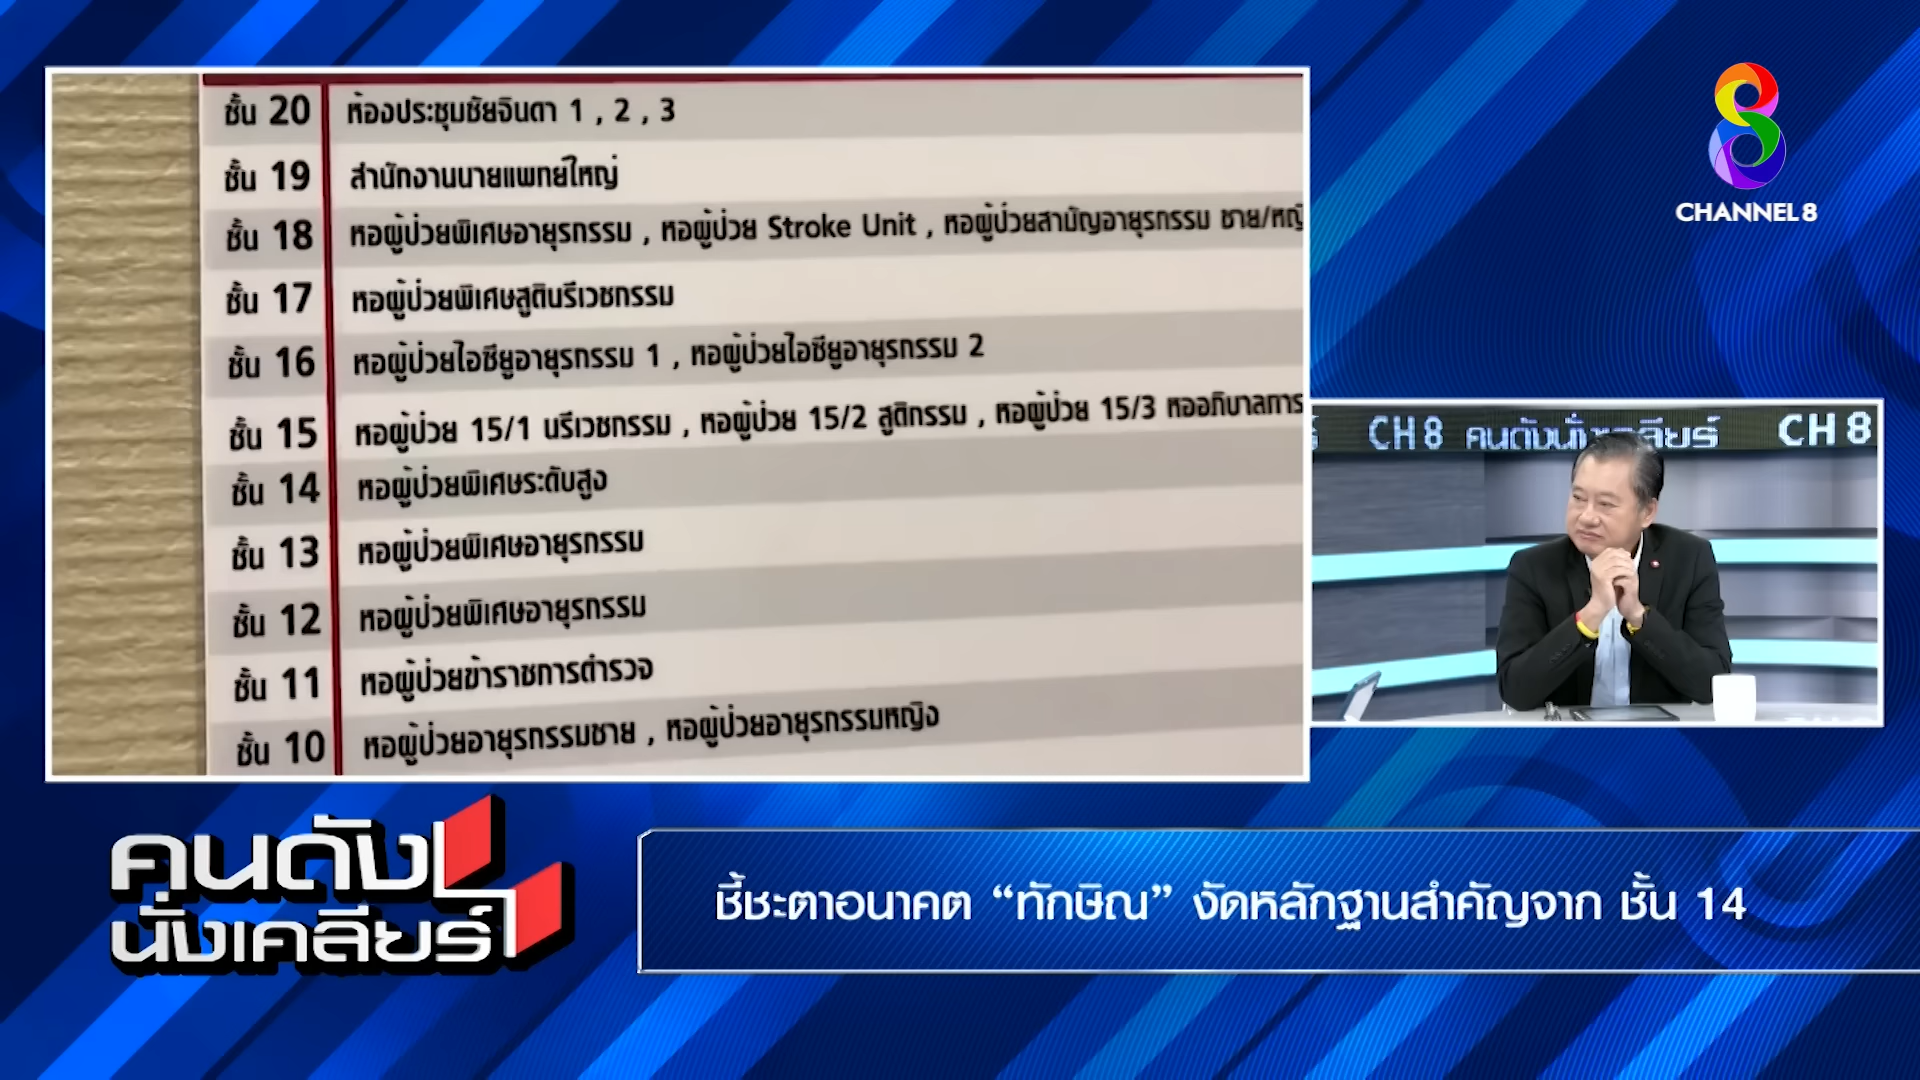 ชั้น 20 ห้องประชุมชัยจินดา 1 , 2 , 3
ชั้น 19 สำนักงานนายแพทย์ใหญ่
ชั้น 18 หอผู้ป่วยพิเศษอายุรกรรม , หอผู้ป่วย Stroke Unit , หอผู้ป่วยสามัญอายุรกรรม ชาย/หญิ
ชั้น 17 หอผู้ป่วยพิเศษสูตินรีเวชกรรม
ชั้น 16 หอผู้ป่วยไอซียูอายุรกรรม 1 , หอผู้ป่วยไอซียูอายุรกรรม 2
ชั้น 15 หอผู้ป่วย 15/1 นรีเวชกรรม , หอผู้ป่วย 15/2 สูติกรรม , หอผู้ป่วย 15/3 หออภิบาลทารก
ชั้น 14 หอผู้ป่วยพิเศษระดับสูง
ชั้น 13 หอผู้ป่วยพิเศษอายุรกรรม
ชั้น 12 หอผู้ป่วยพิเศษอายุรกรรม
ชั้น 11 หอผู้ป่วยข้าราชการตำรวจ
ชั้น 10 หอผู้ป่วยอายุรกรรมชาย , หอผู้ป่วยอายุรกรรมหญิง
CHANNEL 8
CH8 คนดังนั่งเคลียร์ CH8
คนดัง
นั่งเคลียร์
ชี้ชะตาอนาคต “ทักษิณ” งัดหลักฐานสำคัญจาก ชั้น 14